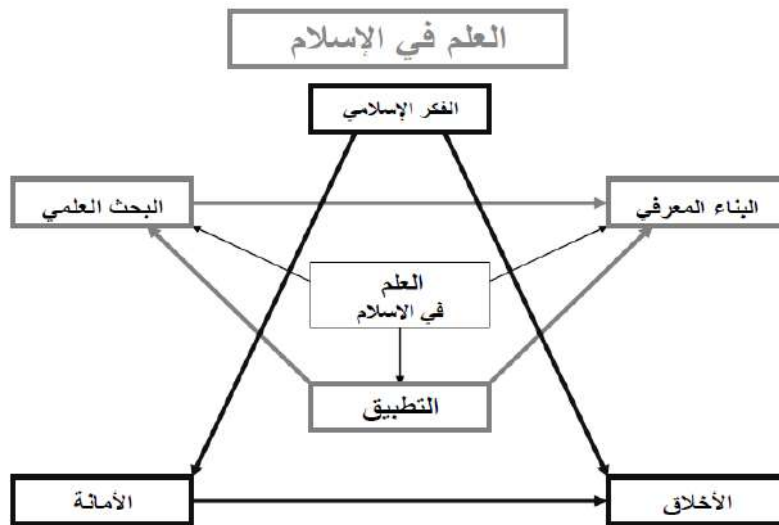 العلم في الإسلام
الفكر الإسلامي
البناء المعرفي
البحث العلمي
العلم
في الاسلام
التطبيق
الأخلاق
الأمانة